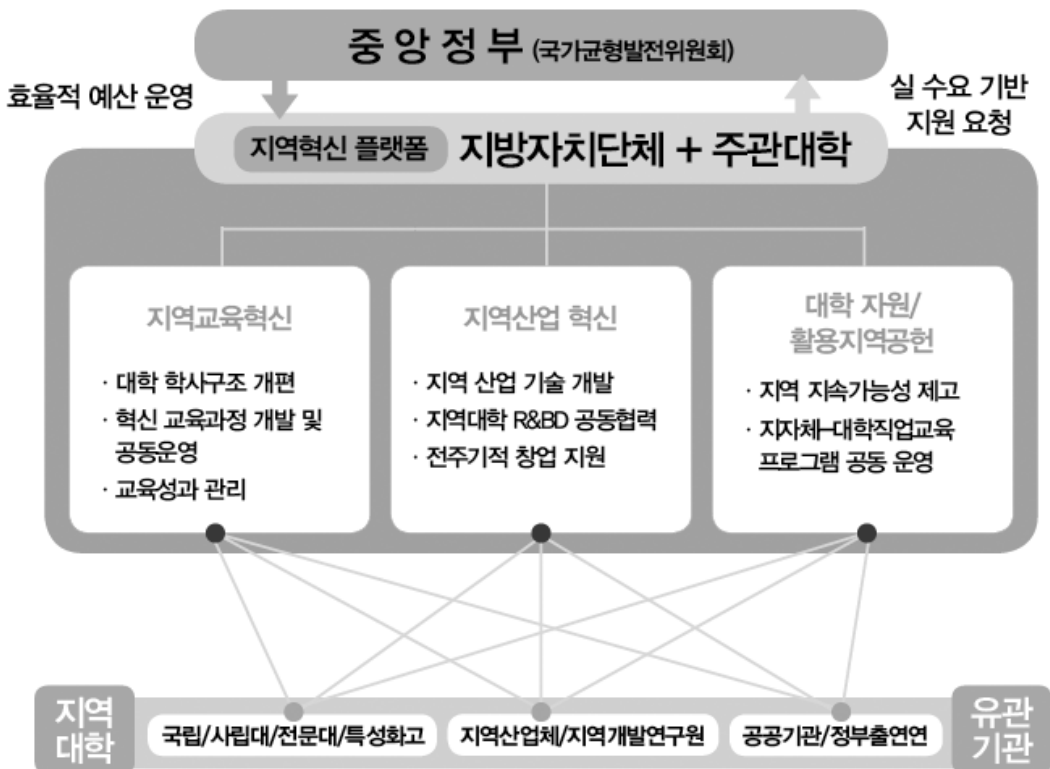 중앙정부 (국가균형발전위원회)
효율적 예산 운영
실 수요 기반
지원 요청
지역혁신 플랫폼 지방자치단체 + 주관대학
지역교육혁신
· 대학 학사구조 개편
· 혁신 교육과정 개발 및
공동운영
· 교육성과 관리
지역산업 혁신
· 지역 산업 기술 개발
· 지역대학 R&BD 공동협력
· 전주기적 창업 지원
대학 자원/
활용지역공헌
· 지역 지속가능성 제고
· 지자체-대학직업교육
프로그램 공동 운영
지역
대학
국립/사립대/전문대/특성화고
지역산업체/지역개발연구원
공공기관/정부출연연
유관
기관